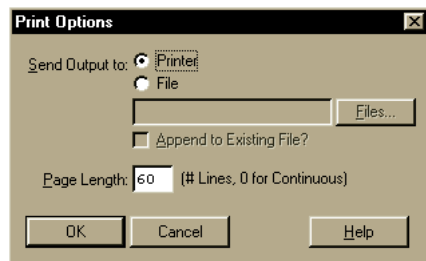 Print Options
Send Output to: Printer
File
Files...
Append to Existing File?
Page Length: 60 (# Lines, 0 for Continuous)
OK Cancel Help